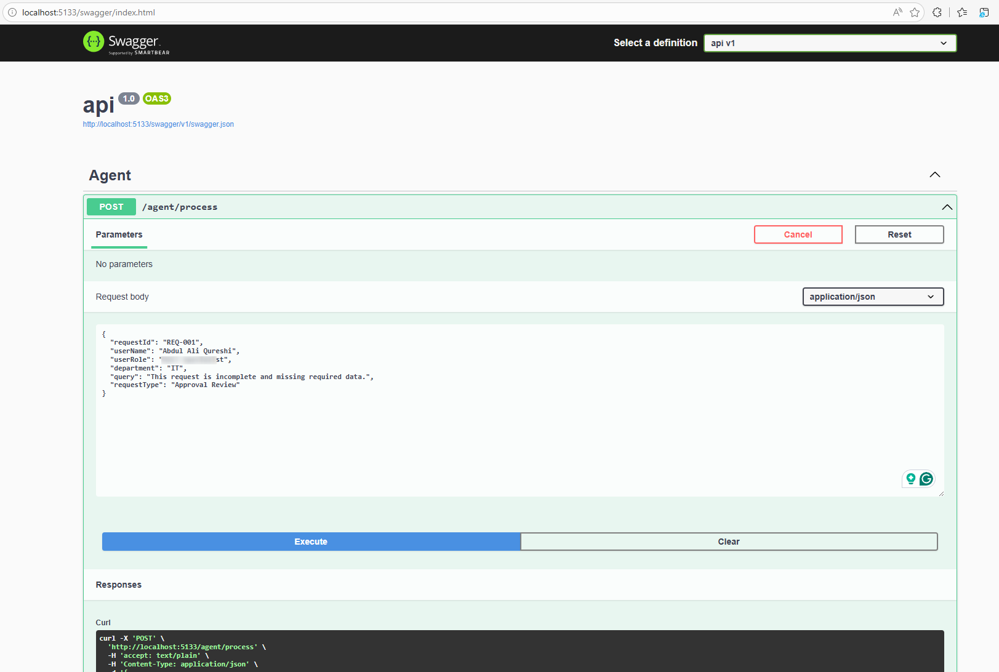 localhost:5133/swagger/index.html
Swagger
Supported by SMARTBEAR
Select a definition
api v1
api 1.0 OAS3
http://localhost:5133/swagger/v1/swagger.json
Agent
POST /agent/process
Parameters
Cancel
Reset
No parameters
Request body
application/json
{
"requestId": "REQ-001",
"userName": "Abdul Ali Qureshi",
"userRole": "st",
"department": "IT",
"query": "This request is incomplete and missing required data.",
"requestType": "Approval Review"
}
Execute
Clear
Responses
Curl
curl -X 'POST' \
'http://localhost:5133/agent/process' \
-H 'accept: text/plain' \
-H 'Content-Type: application/json' \